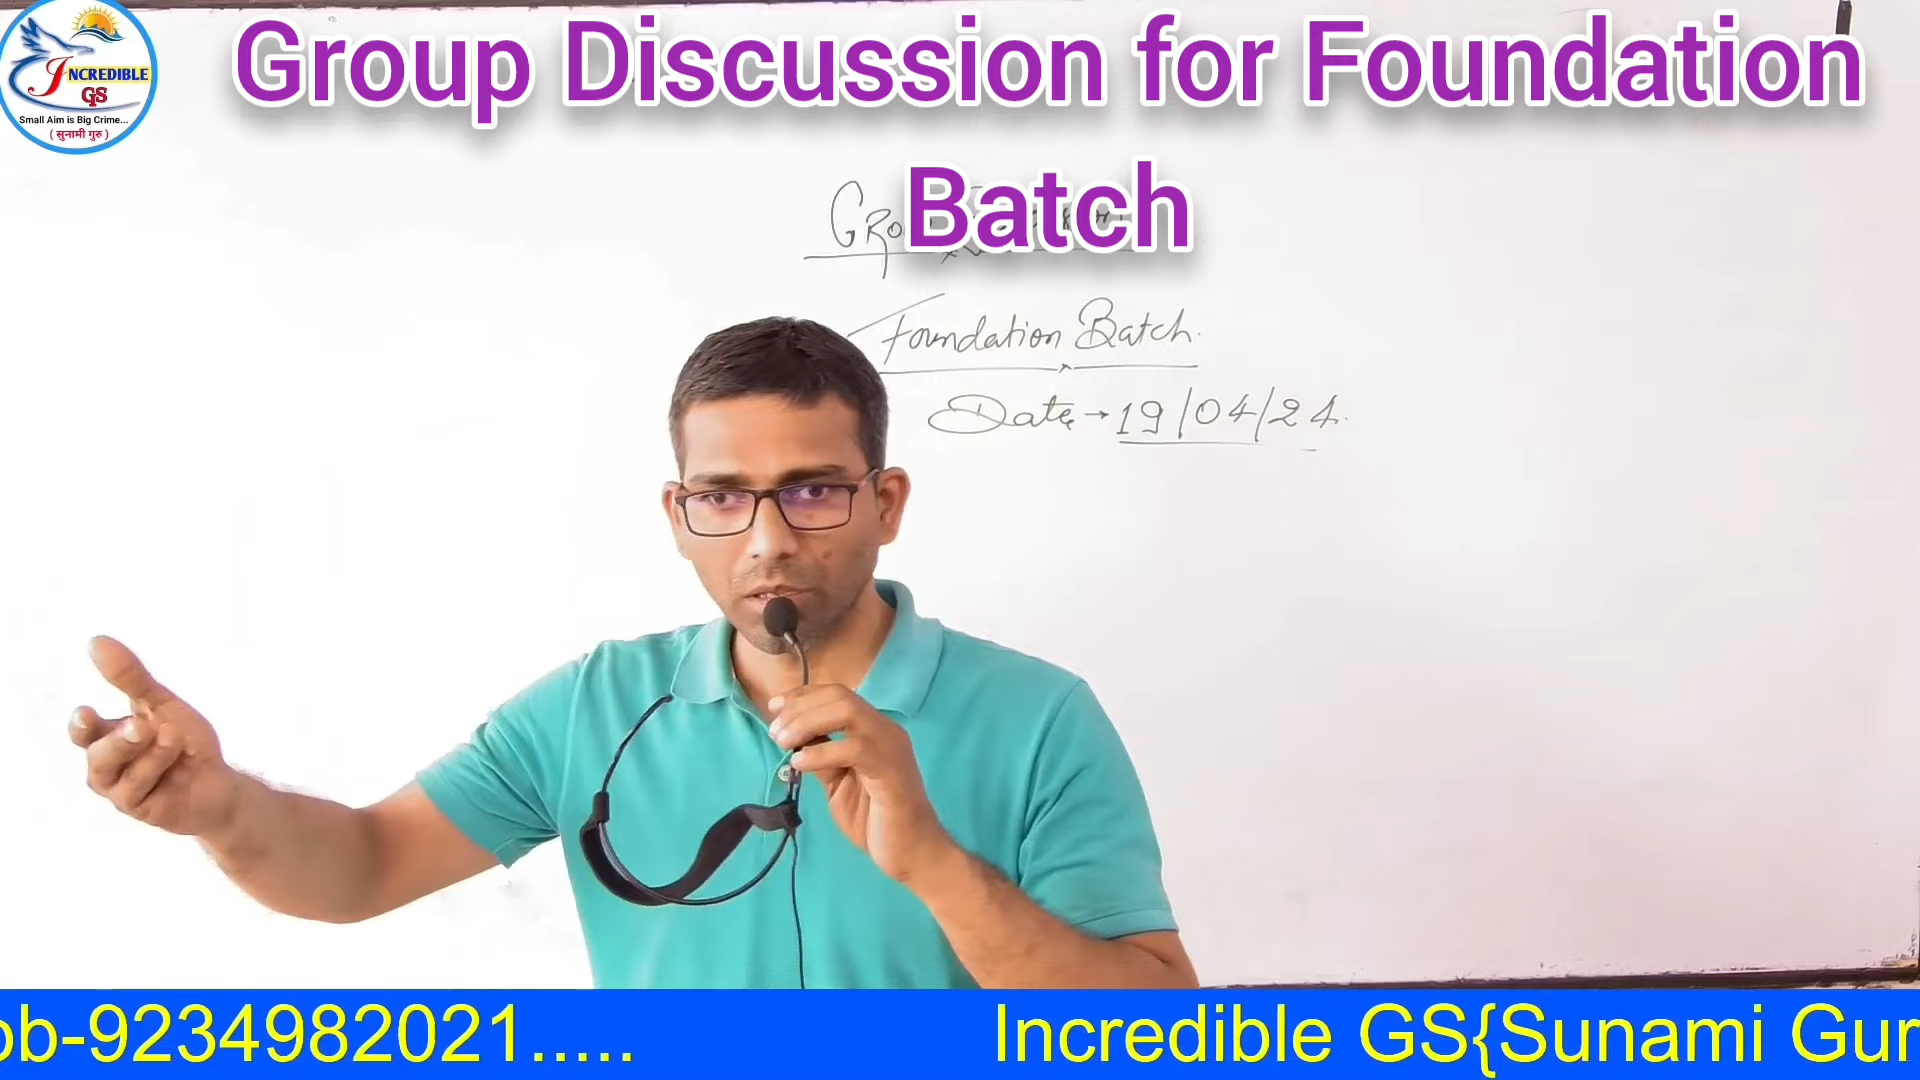 INCREDIBLE
GS
Small Aim is Big Crime...
( सुनामी गुरु )
Group Discussion for Foundation
Batch
Foundation Batch.
Date → 19/04/24.
ob-9234982021.....
Incredible GS{Sunami Gur